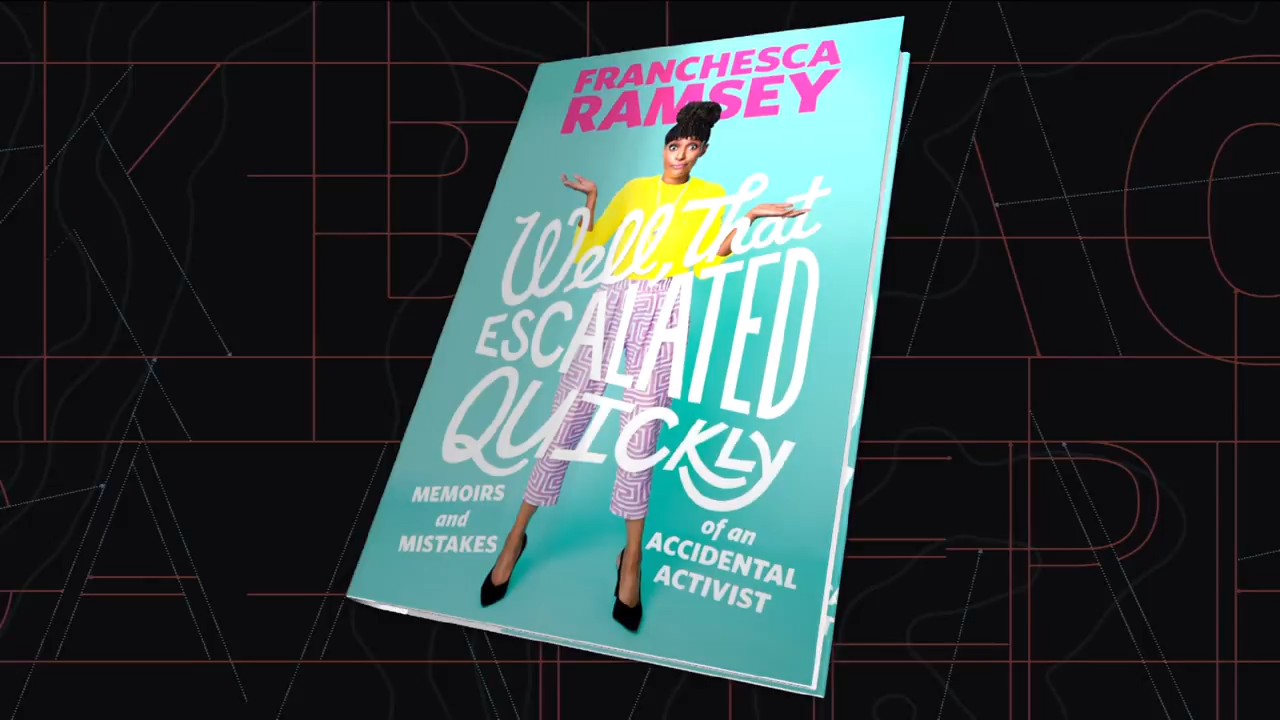 FRANCHESCA
RAMSEY
Well, that
ESCALATED
QUICKLY
MEMOIRS
and
MISTAKES
of an
ACCIDENTAL
ACTIVIST